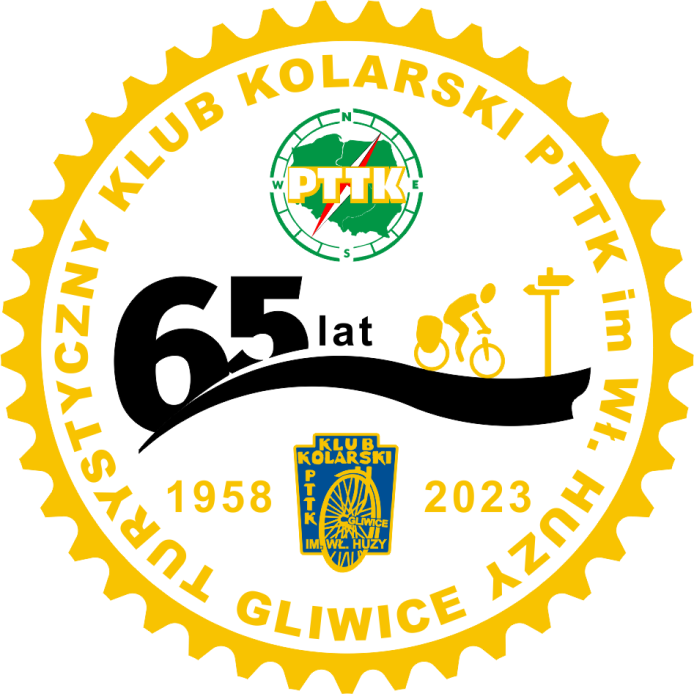 TURYSTYCZNY KLUB KOLARSKI PTTK im WŁ. HUZY
GLIWICE
N
W
PTTK
E
S
65 lat
1958
KLUB
KOLARSKI
PTTK
GLIWICE
IM. WŁ. HUZY
2023